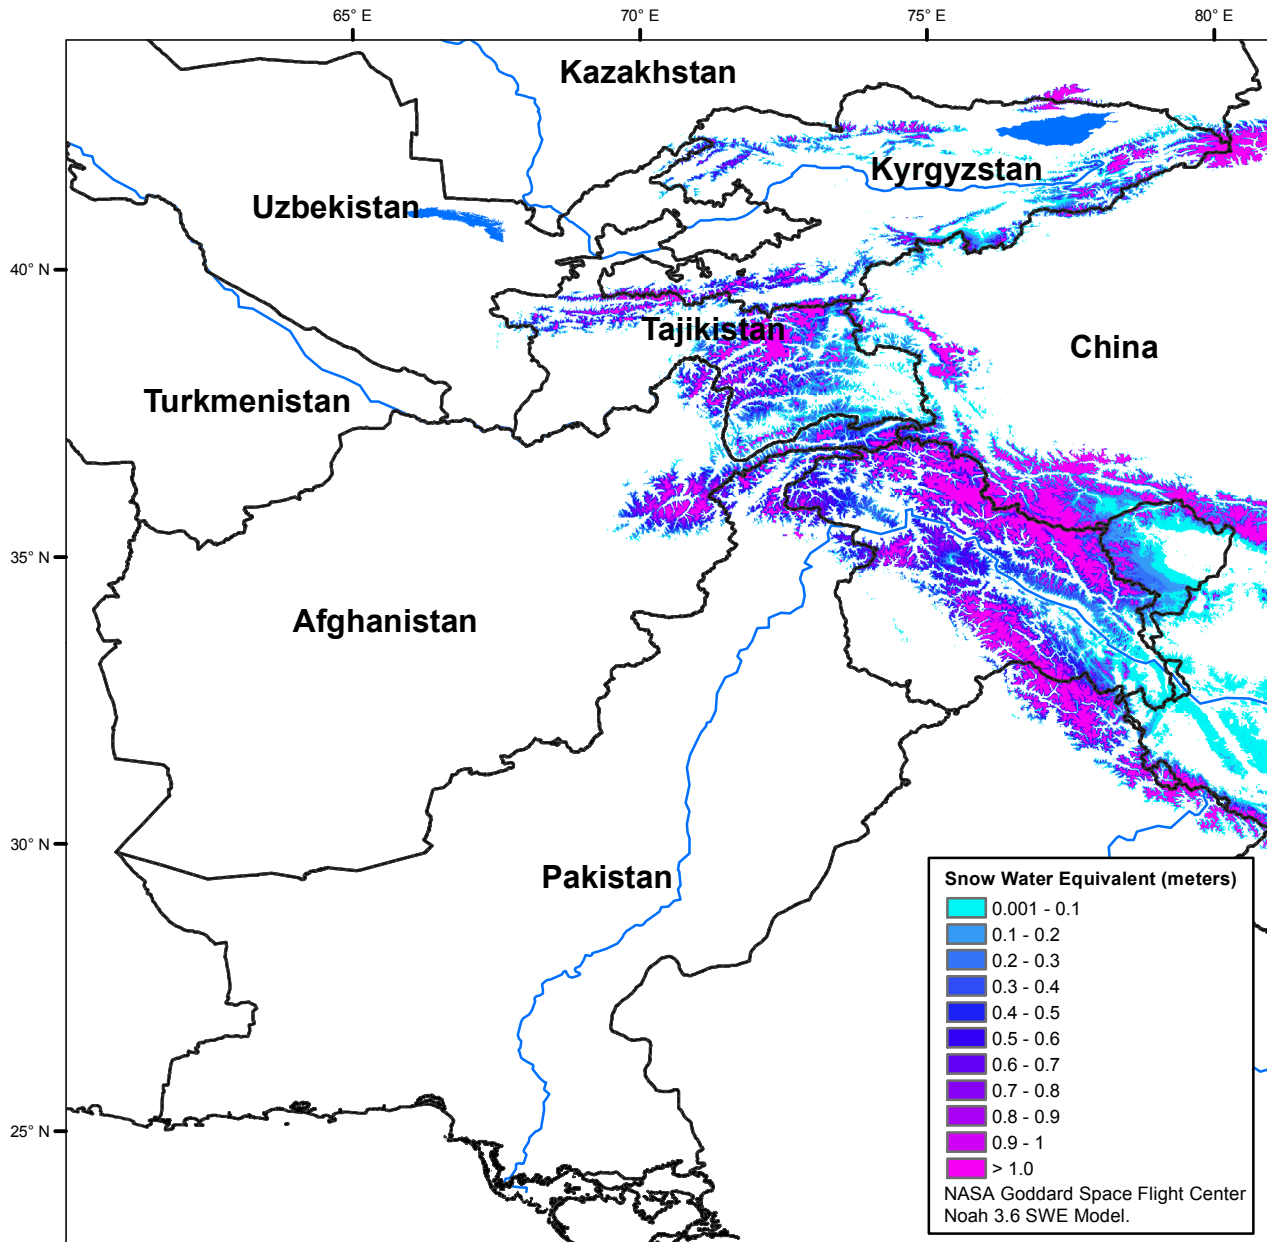 65° E
70° E
75° E
80° E
Kazakhstan
Kyrgyzstan
Uzbekistan
40° N
Tajikistan
China
Turkmenistan
35° N
Afghanistan
30° N
Pakistan
25° N
Snow Water Equivalent (meters)
0.001 - 0.1
0.1 - 0.2
0.2 - 0.3
0.3 - 0.4
0.4 - 0.5
0.5 - 0.6
0.6 - 0.7
0.7 - 0.8
0.8 - 0.9
0.9 - 1
> 1.0
NASA Goddard Space Flight Center
Noah 3.6 SWE Model.